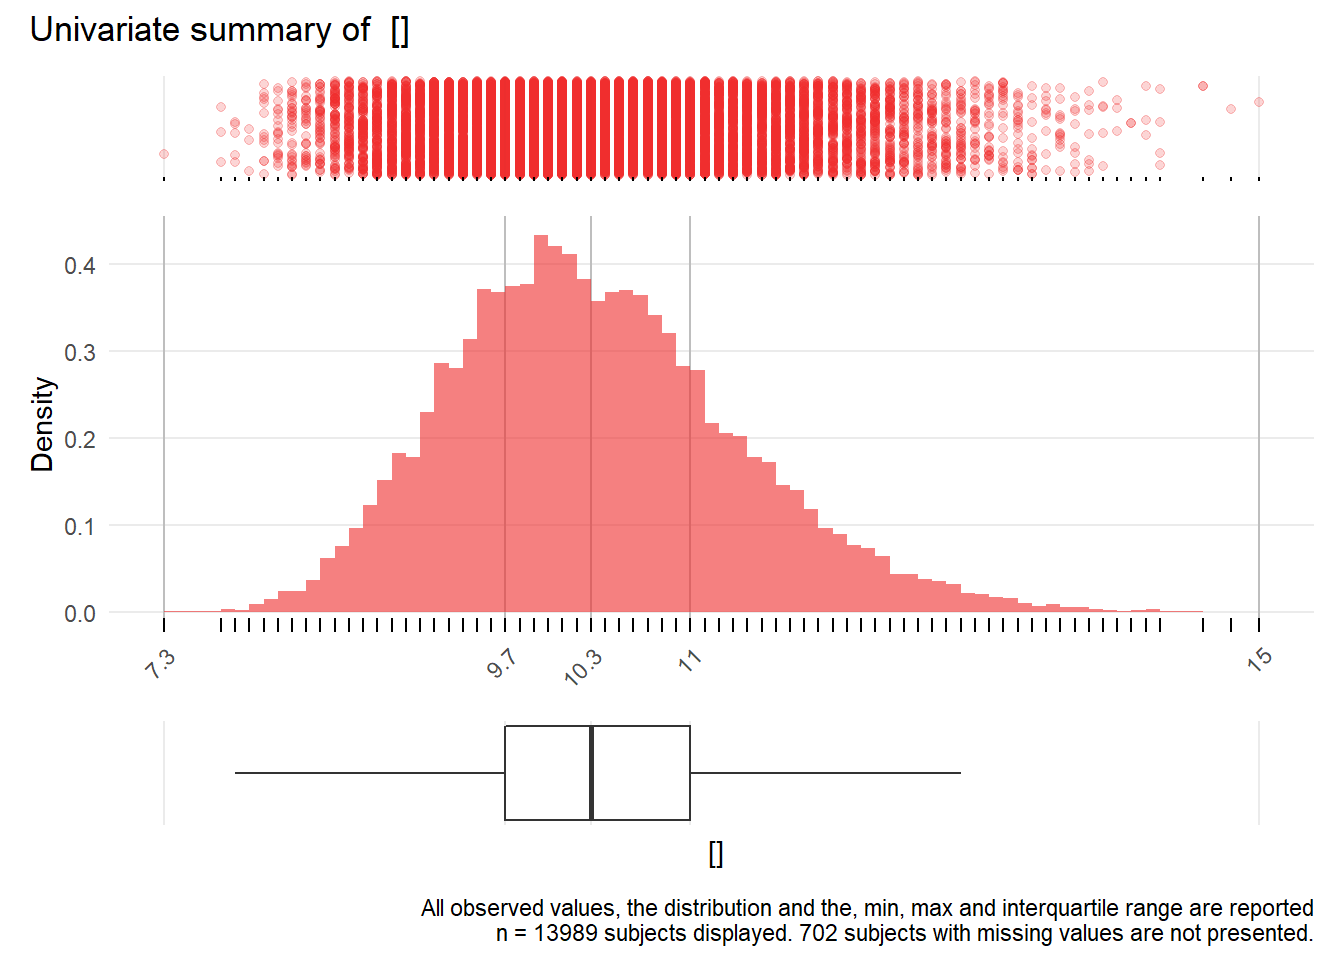 Univariate summary of  []
0.4
0.3
0.2
0.1
0.0
Density
7.3
9.7
10.3
11
15
[]
All observed values, the distribution and the, min, max and interquartile range are reported
n = 13989 subjects displayed. 702 subjects with missing values are not presented.